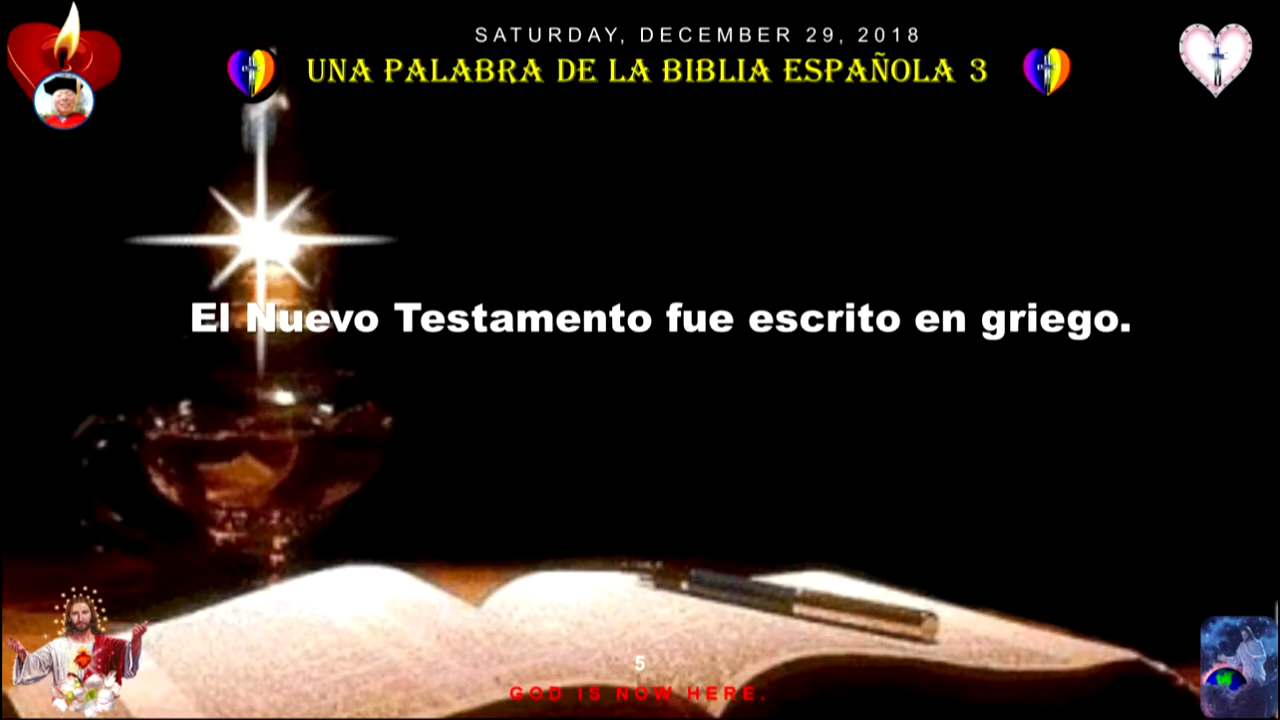 SATURDAY, DECEMBER 29, 2018
UNA PALABRA DE LA BIBLIA ESPAÑOLA 3
El Nuevo Testamento fue escrito en griego.
5
GOD IS NOW HERE.